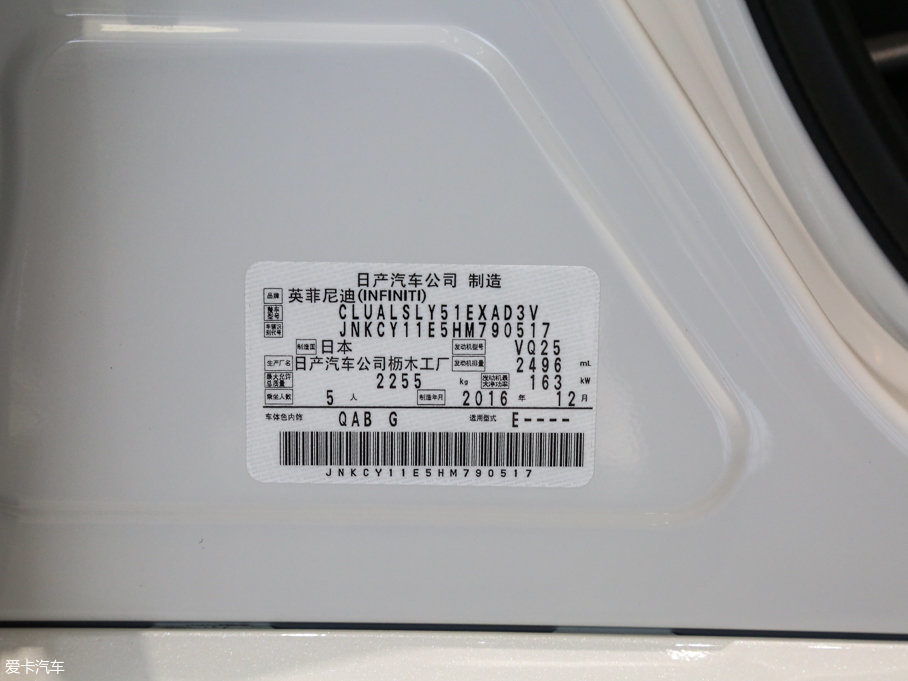 日产汽车公司 制造
品牌 英菲尼迪(INFINITI)
整车型号 CLUALSLY51EXAD3V
车辆识别代号 JNKCY11E5HM790517
制造国 日本 发动机型号 VQ25
生产厂名 日产汽车公司枥木工厂 发动机排量 2496 mL
最大允许总质量 2255 kg 发动机最大净功率 163 kW
乘坐人数 5 人 制造年月 2016 年 12 月
车体色内饰 QAB G 适用型式 E----
JNKCY11E5HM790517
爱卡汽车